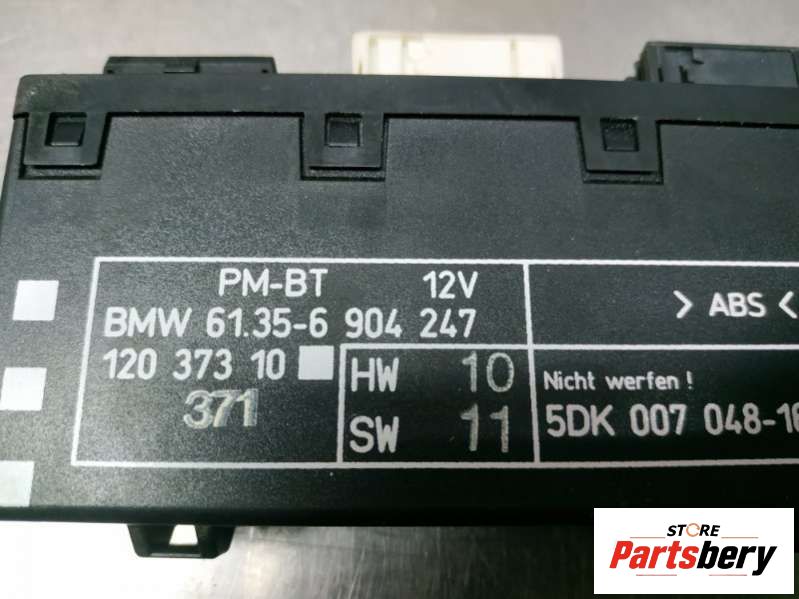 PM-BT 12V
BMW 61.35-6 904 247
120 373 10
371
HW 10
SW 11
> ABS <
Nicht werfen !
5DK 007 048-
STORE
Partsbery